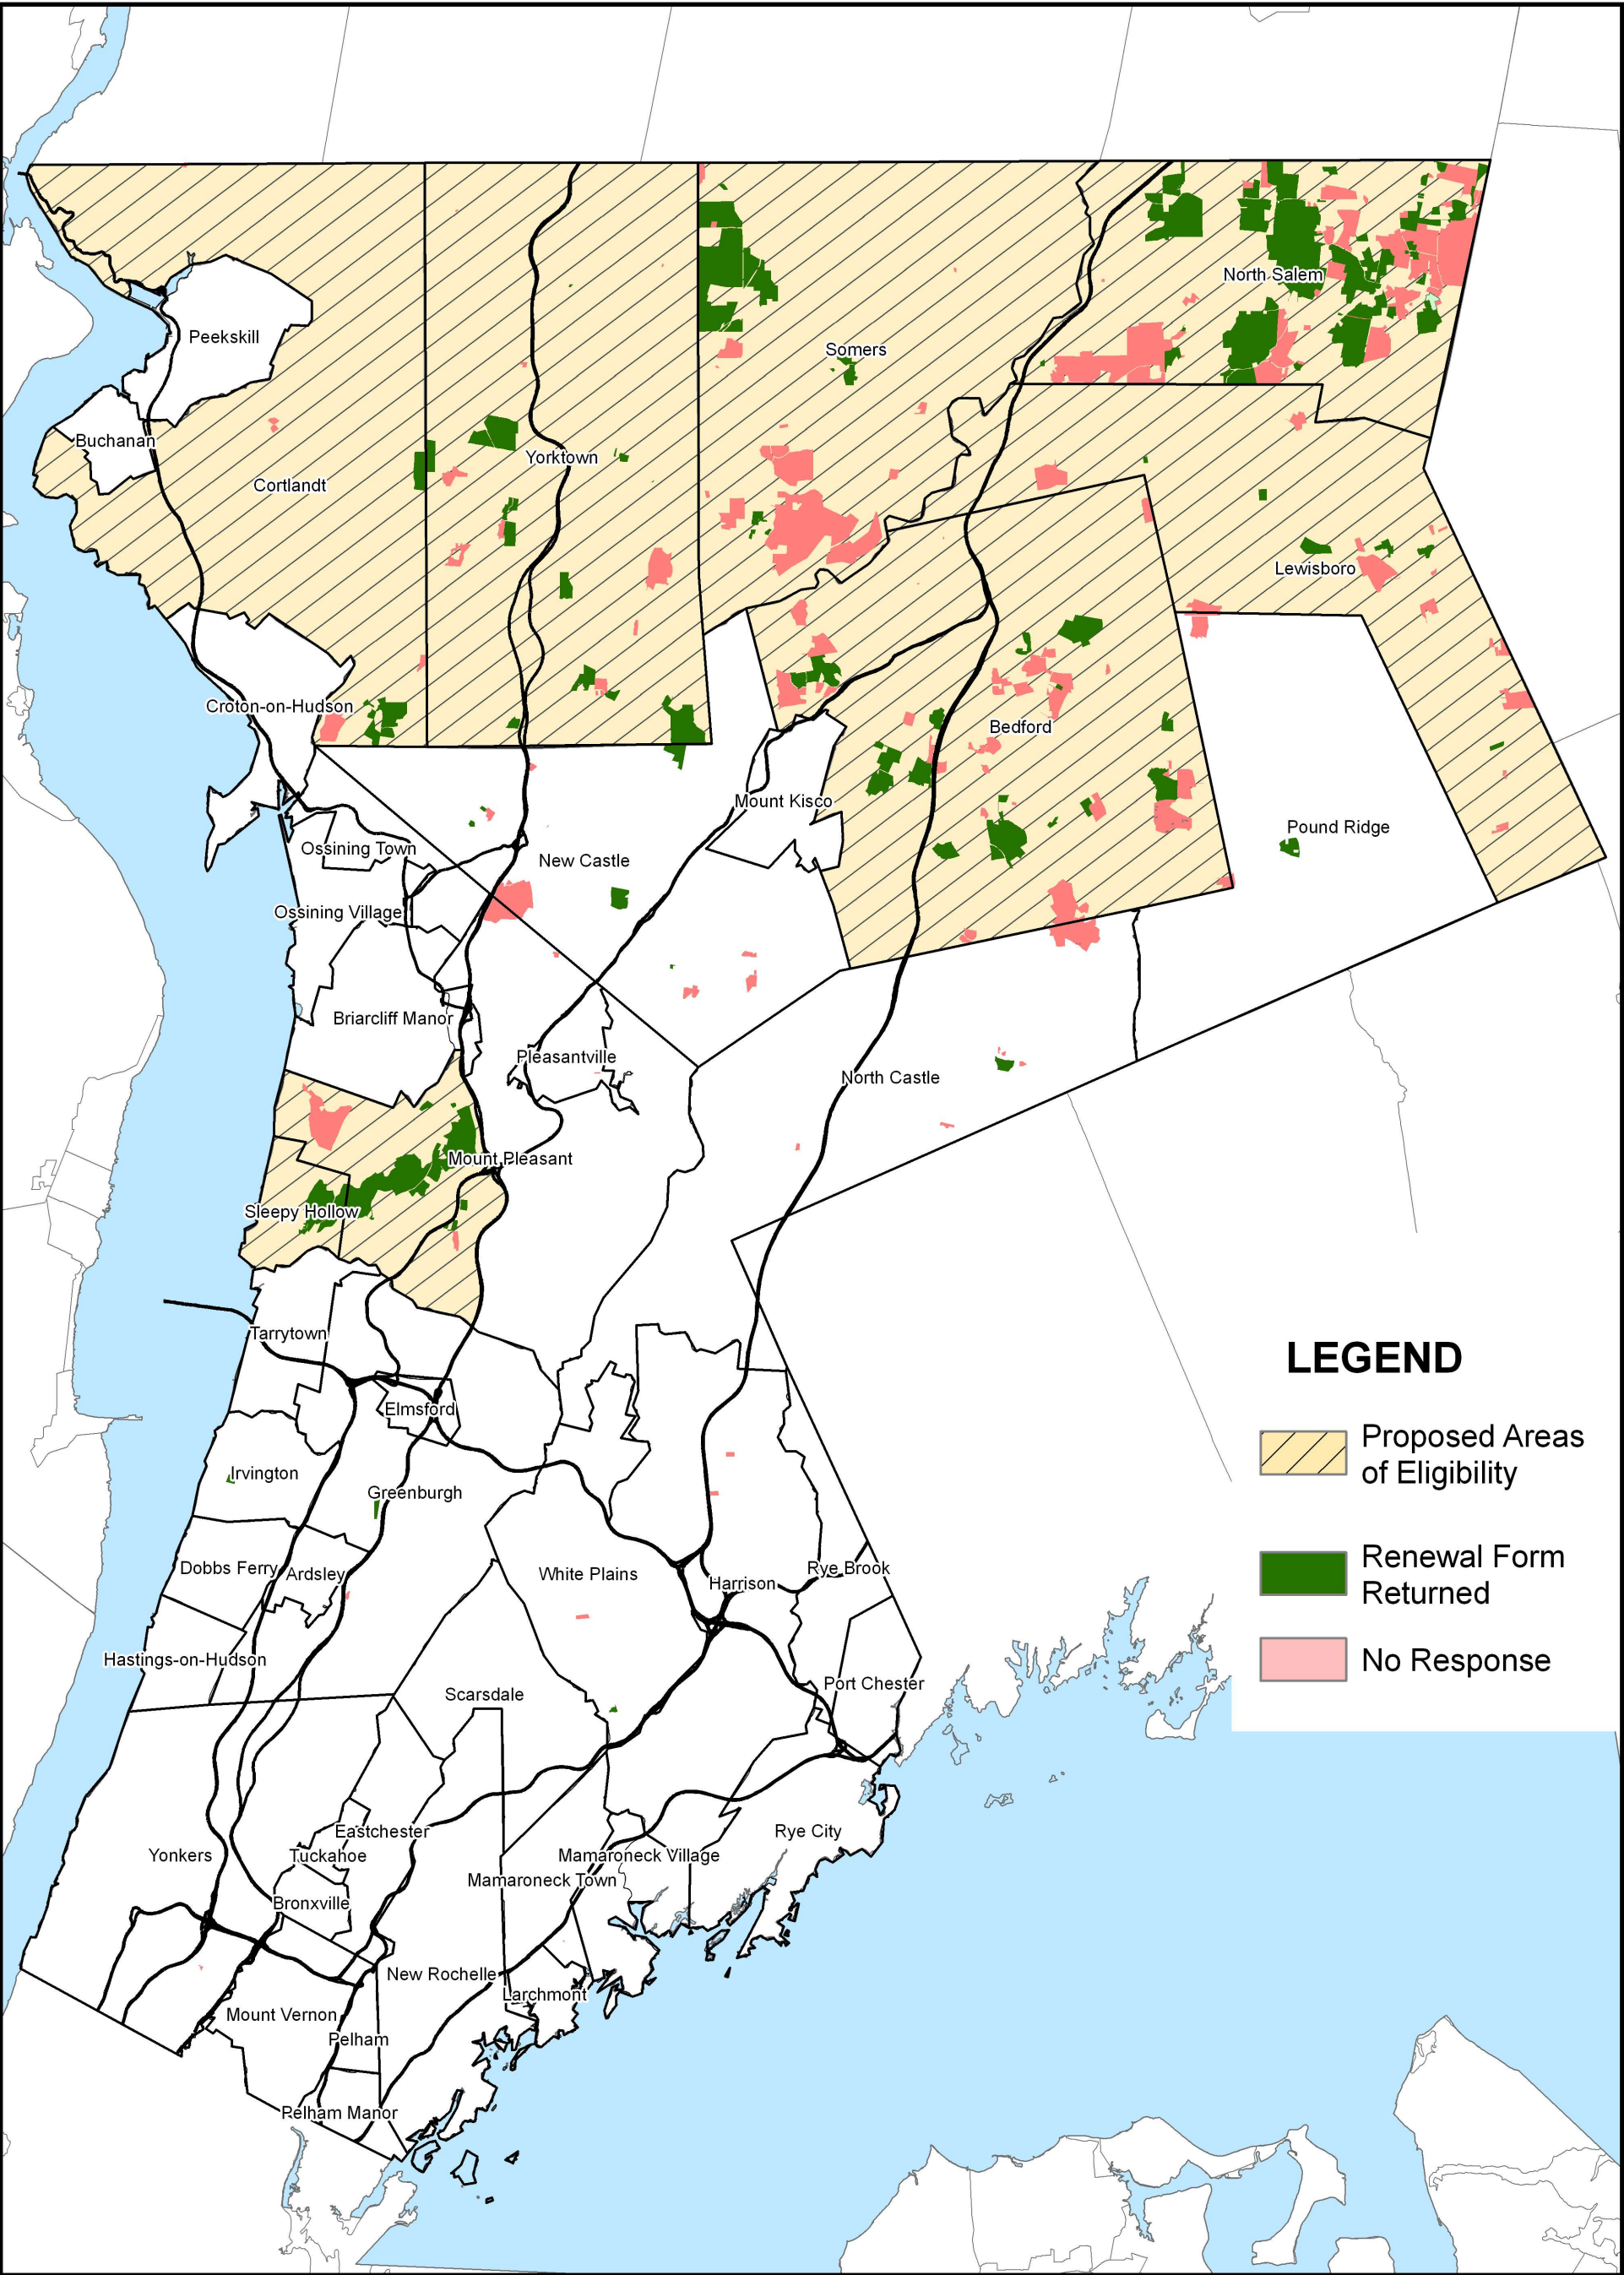 North Salem
Peekskill
Somers
Buchanan
Yorktown
Cortlandt
Lewisboro
Croton-on-Hudson
Bedford
Mount Kisco
Pound Ridge
Ossining Town
New Castle
Ossining Village
Briarcliff Manor
Pleasantville
North Castle
Mount Pleasant
Sleepy Hollow
Tarrytown
LEGEND
Proposed Areas
of Eligibility
Renewal Form
Returned
No Response
Elmsford
Irvington
Greenburgh
Dobbs Ferry
Ardsley
White Plains
Harrison
Rye Brook
Hastings-on-Hudson
Port Chester
Scarsdale
Eastchester
Rye City
Yonkers
Tuckahoe
Mamaroneck Village
Mamaroneck Town
Bronxville
New Rochelle
Larchmont
Mount Vernon
Pelham
Pelham Manor